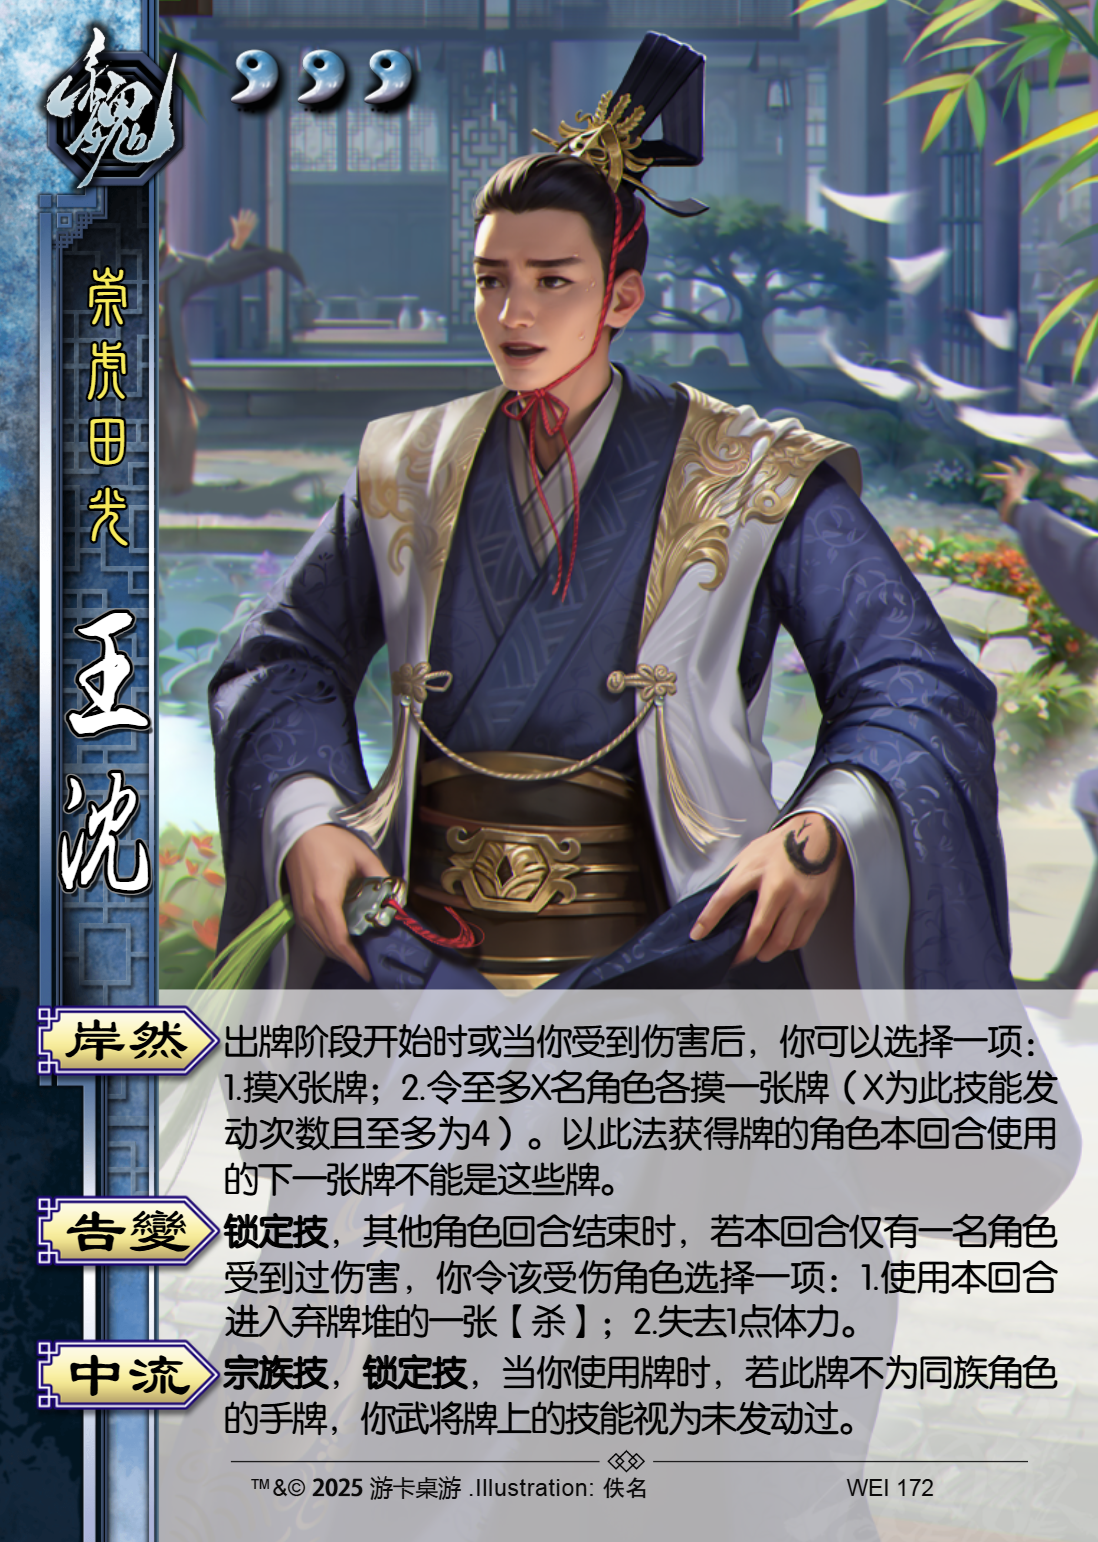 魏
崇虎田光
王沈
岸然
出牌阶段开始时或当你受到伤害后，你可以选择一项：
1.摸X张牌；2.令至多X名角色各摸一张牌（X为此技能发
动次数且至多为4）。以此法获得牌的角色本回合使用
的下一张牌不能是这些牌。
告變
锁定技，其他角色回合结束时，若本回合仅有一名角色
受到过伤害，你令该受伤角色选择一项：1.使用本回合
进入弃牌堆的一张【杀】；2.失去1点体力。
中流
宗族技，锁定技，当你使用牌时，若此牌不为同族角色
的手牌，你武将牌上的技能视为未发动过。
™&© 2025 游卡桌游 .Illustration: 佚名
WEI 172